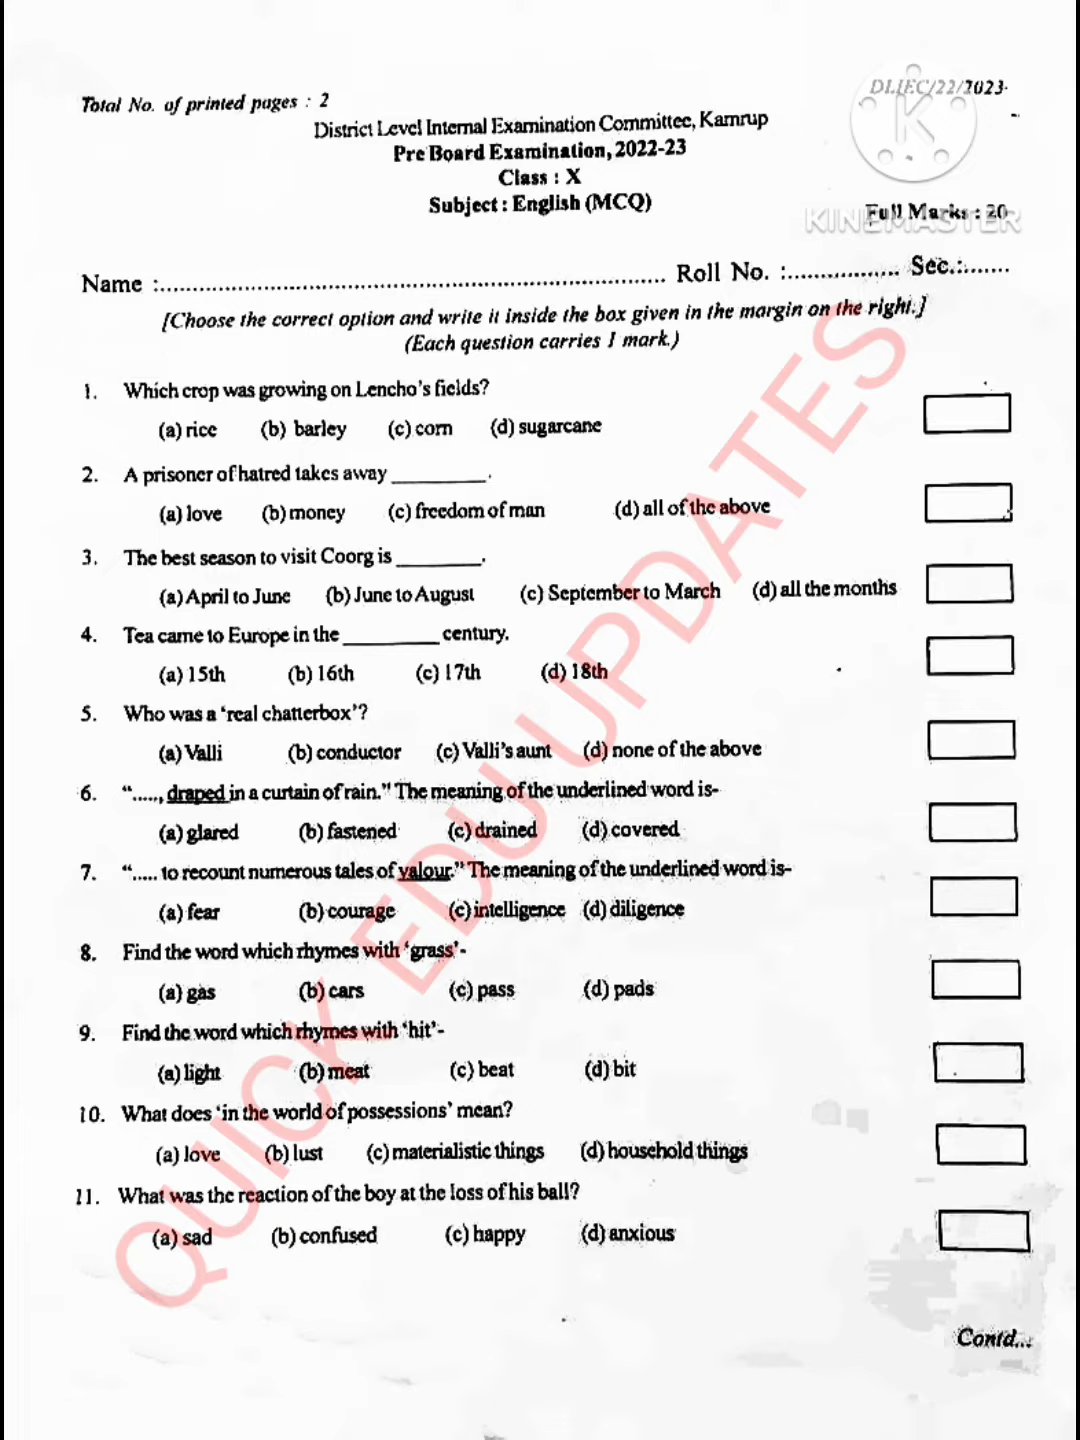 DLIEC/22/2023
Total No. of printed pages : 2
District Level Internal Examination Committee, Kamrup
Pre Board Examination, 2022-23
Class : X
Subject : English (MCQ)
Full Marks : 20
KINEMASTER
Name :.......................................................................... Roll No. :................. Sec.:.......
[Choose the correct option and write it inside the box given in the margin on the right.]
(Each question carries 1 mark.)
1. Which crop was growing on Lencho's fields?
(a) rice (b) barley (c) corn (d) sugarcane
2. A prisoner of hatred takes away _________.
(a) love (b) money (c) freedom of man (d) all of the above
3. The best season to visit Coorg is ________.
(a) April to June (b) June to August (c) September to March (d) all the months
4. Tea came to Europe in the _________ century.
(a) 15th (b) 16th (c) 17th (d) 18th
5. Who was a 'real chatterbox'?
(a) Valli (b) conductor (c) Valli's aunt (d) none of the above
6. "....., draped in a curtain of rain." The meaning of the underlined word is-
(a) glared (b) fastened (c) drained (d) covered
7. "..... to recount numerous tales of valour." The meaning of the underlined word is-
(a) fear (b) courage (c) intelligence (d) diligence
8. Find the word which rhymes with 'grass'-
(a) gas (b) cars (c) pass (d) pads
9. Find the word which rhymes with 'hit'-
(a) light (b) meat (c) beat (d) bit
10. What does 'in the world of possessions' mean?
(a) love (b) lust (c) materialistic things (d) household things
11. What was the reaction of the boy at the loss of his ball?
(a) sad (b) confused (c) happy (d) anxious
QUICK EDU UPDATES
Contd...